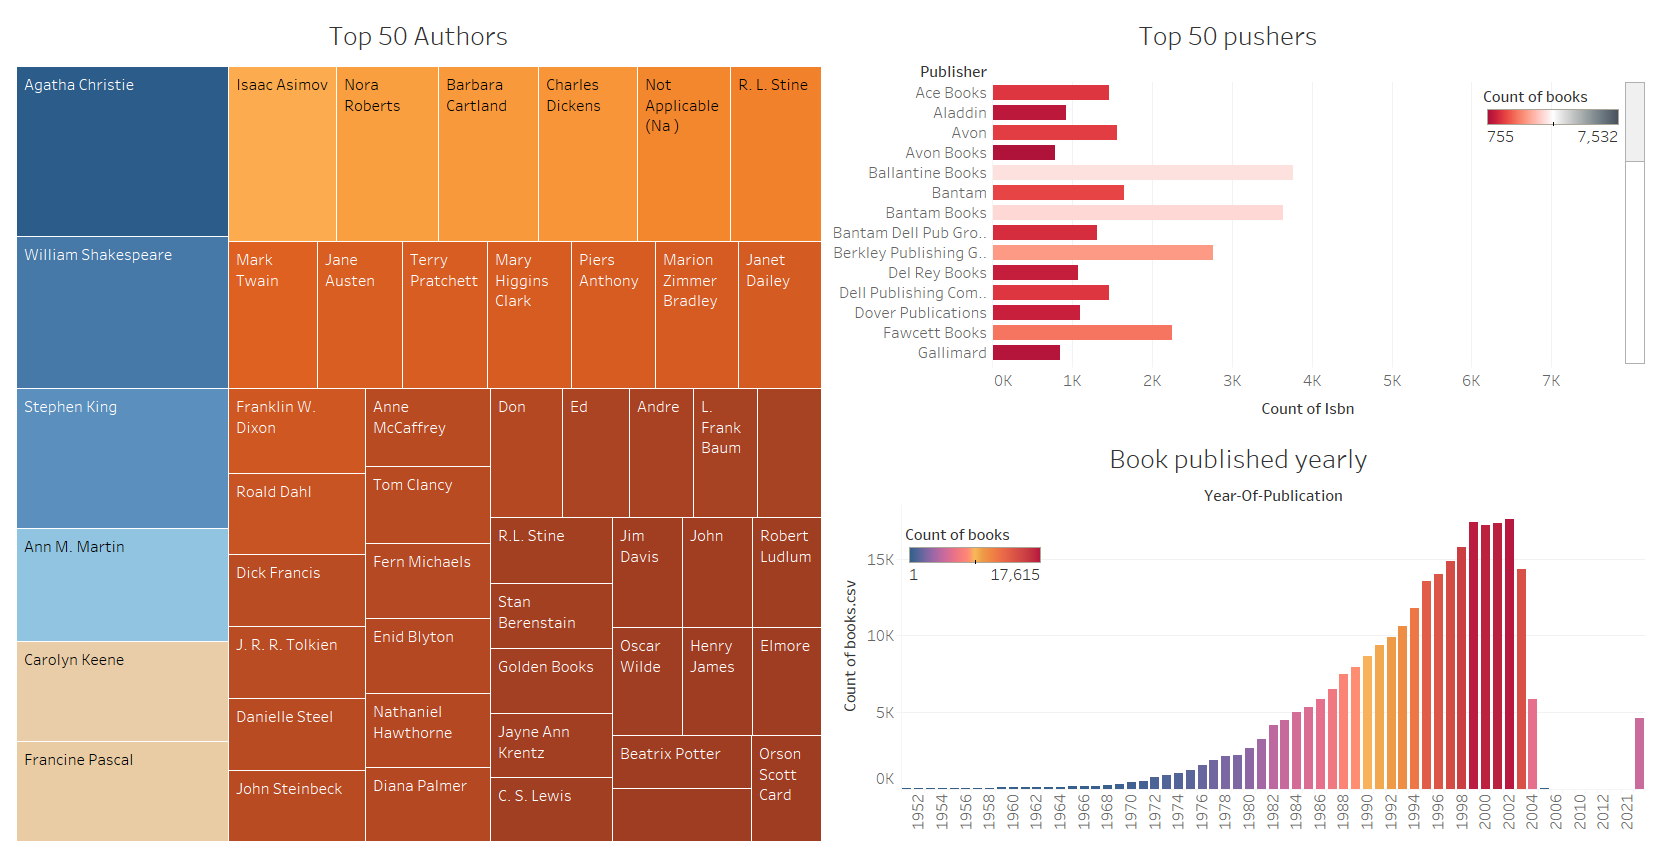 Top 50 Authors
Agatha Christie
William Shakespeare
Stephen King
Ann M. Martin
Carolyn Keene
Francine Pascal
Isaac Asimov
Nora
Roberts
Barbara
Cartland
Charles
Dickens
Not
Applicable
(Na )
R. L. Stine
Mark
Twain
Jane
Austen
Terry
Pratchett
Mary
Higgins
Clark
Piers
Anthony
Marion
Zimmer
Bradley
Janet
Dailey
Franklin W.
Dixon
Roald Dahl
Dick Francis
J. R. R. Tolkien
Danielle Steel
John Steinbeck
Anne
McCaffrey
Tom Clancy
Fern Michaels
Enid Blyton
Nathaniel
Hawthorne
Diana Palmer
Don
Ed
Andre
L.
Frank
Baum
R.L. Stine
Stan
Berenstain
Golden Books
Jayne Ann
Krentz
C. S. Lewis
Jim
Davis
John
Robert
Ludlum
Oscar
Wilde
Henry
James
Elmore
Beatrix Potter
Orson
Scott
Card
Top 50 pushers
Publisher
Ace Books
Aladdin
Avon
Avon Books
Ballantine Books
Bantam
Bantam Books
Bantam Dell Pub Gro..
Berkley Publishing G..
Del Rey Books
Dell Publishing Com..
Dover Publications
Fawcett Books
Gallimard
0K 1K 2K 3K 4K 5K 6K 7K
Count of Isbn
Count of books
755 7,532
Book published yearly
Year-Of-Publication
Count of books
1 17,615
Count of books.csv
15K
10K
5K
0K
1952 1954 1956 1958 1960 1962 1964 1966 1968 1970 1972 1974 1976 1978 1980 1982 1984 1986 1988 1990 1992 1994 1996 1998 2000 2002 2004 2006 2010 2012 2021